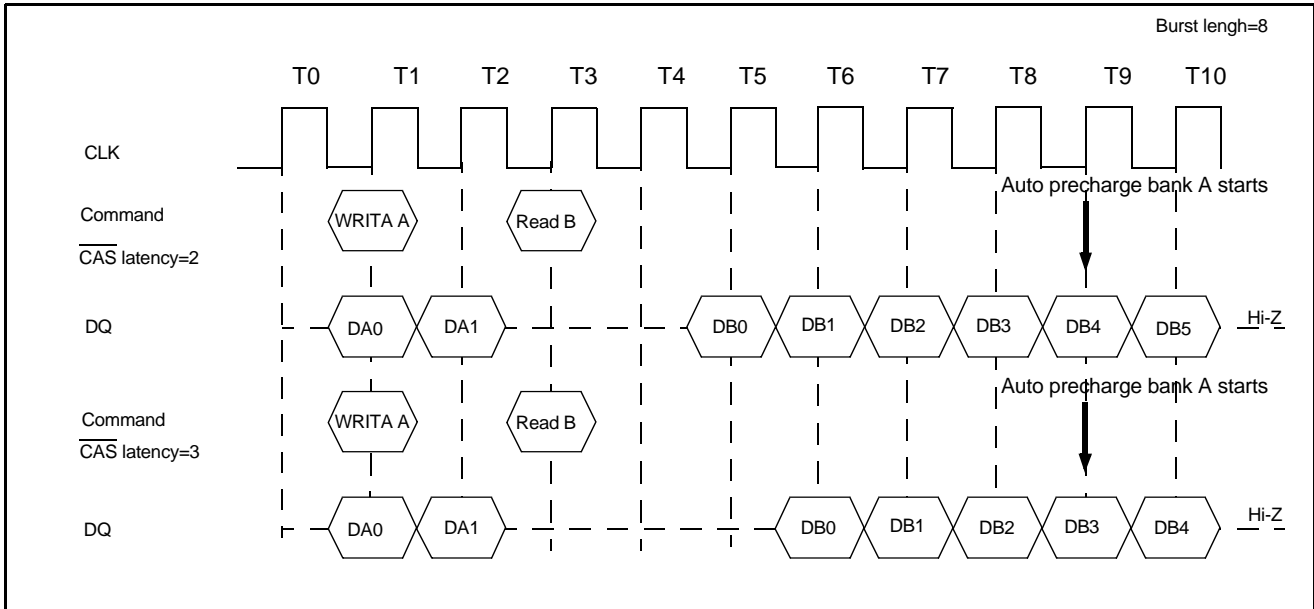 Burst lengh=8
T0 T1 T2 T3 T4 T5 T6 T7 T8 T9 T10
CLK
Auto precharge bank A starts
Command
WRITA A Read B
CAS latency=2
DQ DA0 DA1 DB0 DB1 DB2 DB3 DB4 DB5 Hi-Z
Auto precharge bank A starts
Command
WRITA A Read B
CAS latency=3
DQ DA0 DA1 DB0 DB1 DB2 DB3 DB4 Hi-Z